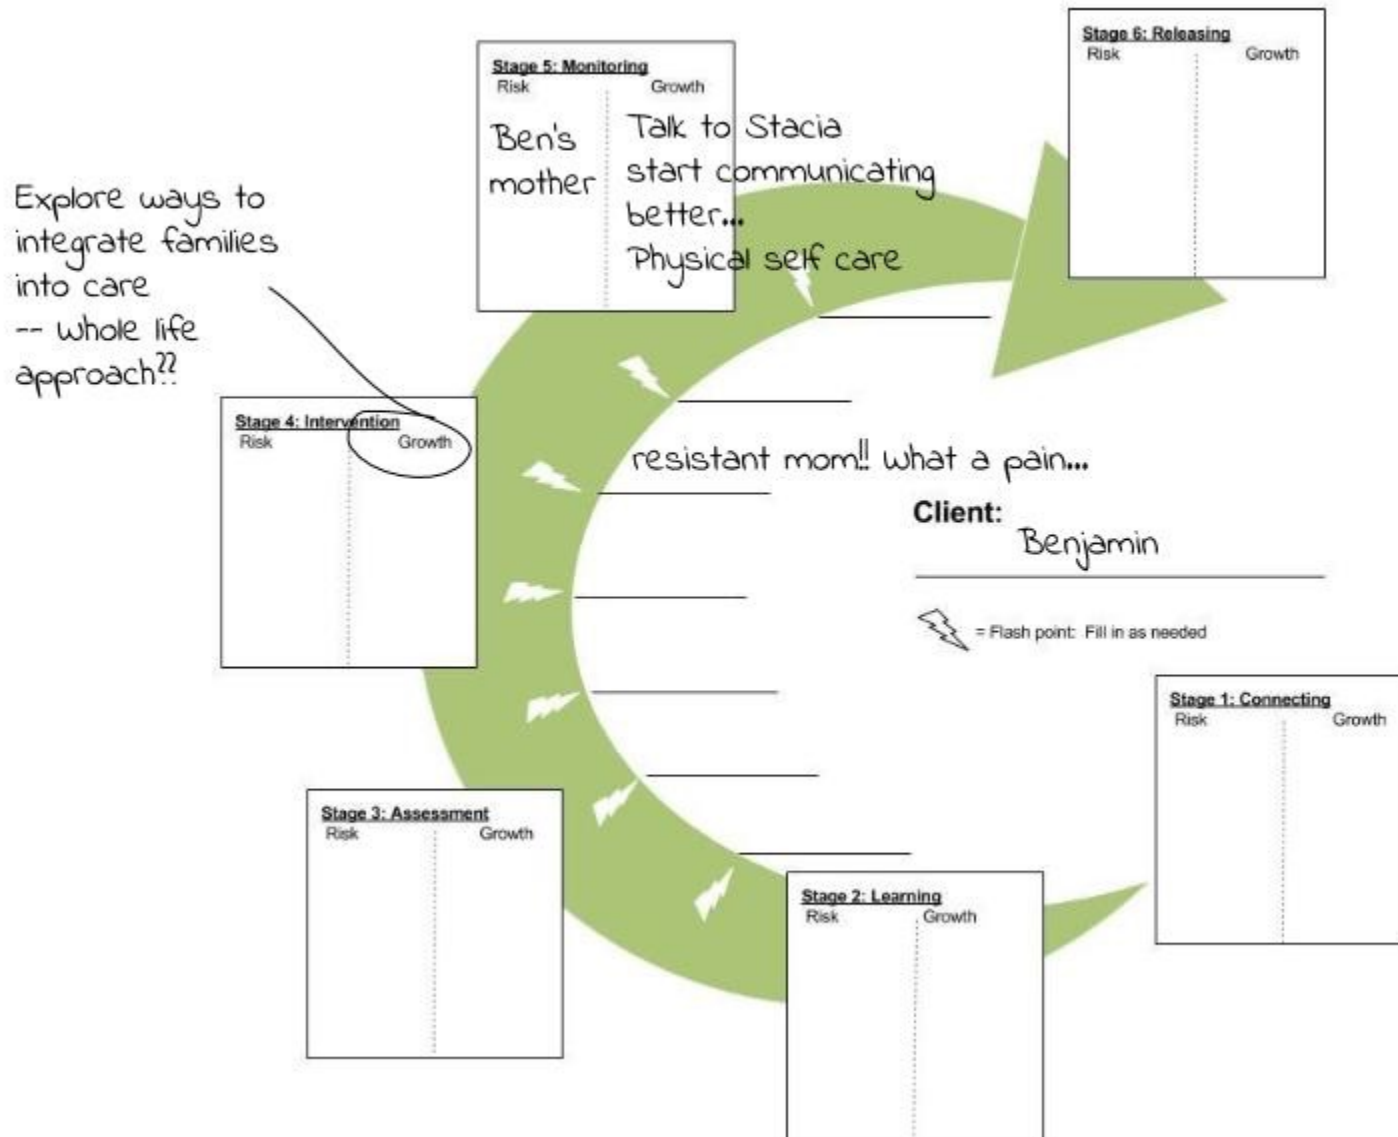 Stage 6: Releasing
Risk Growth
Stage 5: Monitoring
Risk Growth
Ben's
mother
Talk to Stacia
start communicating
better...
Physical self care
Explore ways to
integrate families
into care
-- whole life
approach??
Stage 4: Intervention
Risk Growth
resistant mom!! what a pain...
Client:
Benjamin
= Flash point: Fill in as needed
Stage 1: Connecting
Risk Growth
Stage 3: Assessment
Risk Growth
Stage 2: Learning
Risk Growth